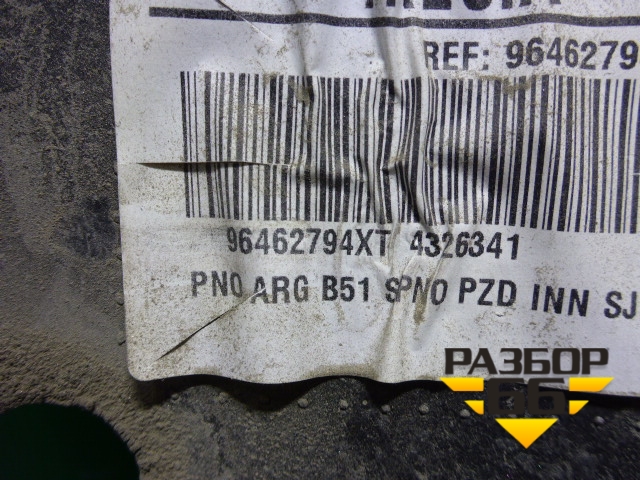 REF: 9646279
96462794XT 4326341
PNO ARG B51 SPNO PZD INN SJ
РАЗБОР
66